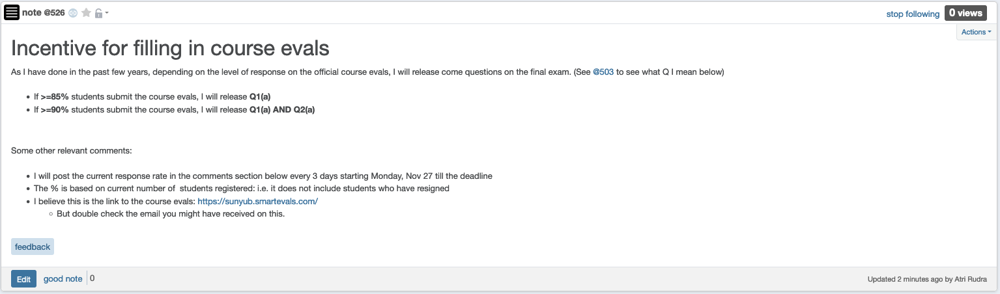 note @526
stop following
0 views
Actions
Incentive for filling in course evals
As I have done in the past few years, depending on the level of response on the official course evals, I will release come questions on the final exam. (See @503 to see what Q I mean below)
If >=85% students submit the course evals, I will release Q1(a)
If >=90% students submit the course evals, I will release Q1(a) AND Q2(a)
Some other relevant comments:
I will post the current response rate in the comments section below every 3 days starting Monday, Nov 27 till the deadline
The % is based on current number of  students registered: i.e. it does not include students who have resigned
I believe this is the link to the course evals: https://sunyub.smartevals.com/
But double check the email you might have received on this.
feedback
Edit
good note
0
Updated 2 minutes ago by Atri Rudra